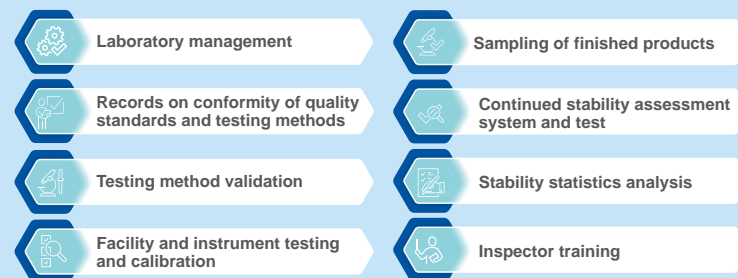 Laboratory management
Records on conformity of quality
standards and testing methods
Testing method validation
Facility and instrument testing
and calibration
Sampling of finished products
Continued stability assessment
system and test
Stability statistics analysis
Inspector training